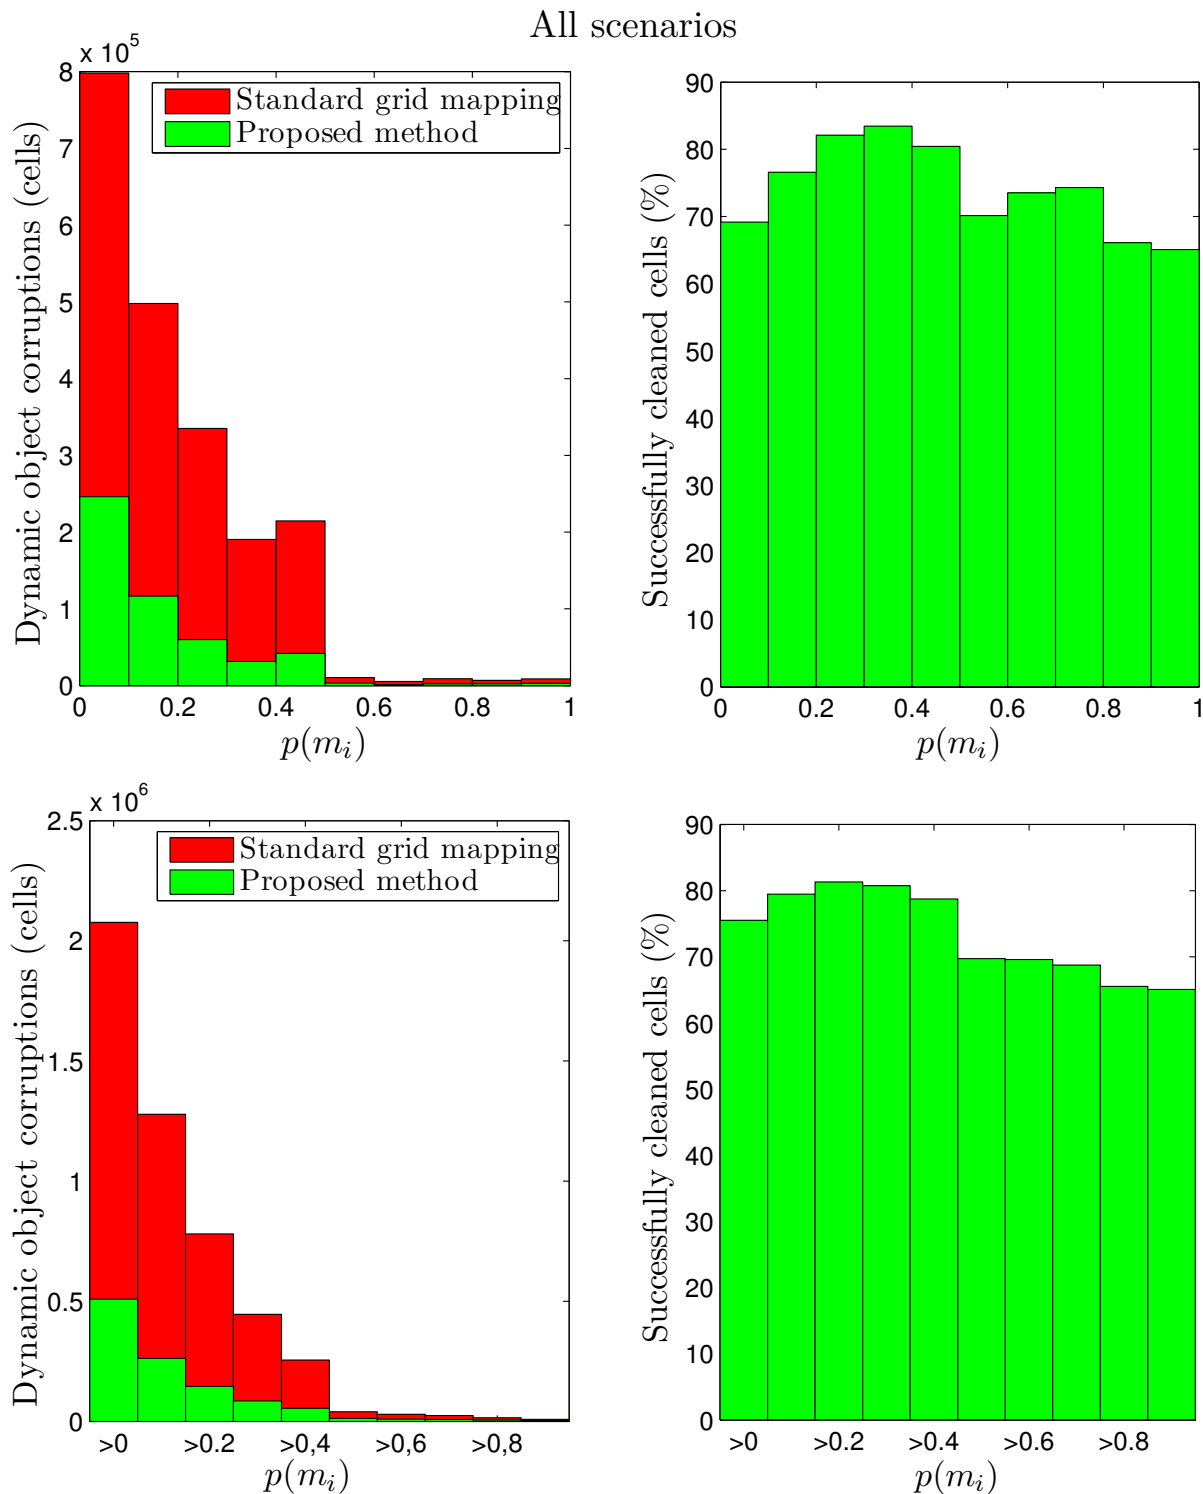 All scenarios
x 10^5
8
7
6
5
4
3
2
1
0
0 0.2 0.4 0.6 0.8 1
p(m_i)
Dynamic object corruptions (cells)
Standard grid mapping
Proposed method
90
80
70
60
50
40
30
20
10
0
0 0.2 0.4 0.6 0.8 1
p(m_i)
Successfully cleaned cells (%)
x 10^6
2.5
2
1.5
1
0.5
0
>0 >0.2 >0,4 >0,6 >0,8
p(m_i)
Dynamic object corruptions (cells)
Standard grid mapping
Proposed method
90
80
70
60
50
40
30
20
10
0
>0 >0.2 >0.4 >0.6 >0.8
p(m_i)
Successfully cleaned cells (%)